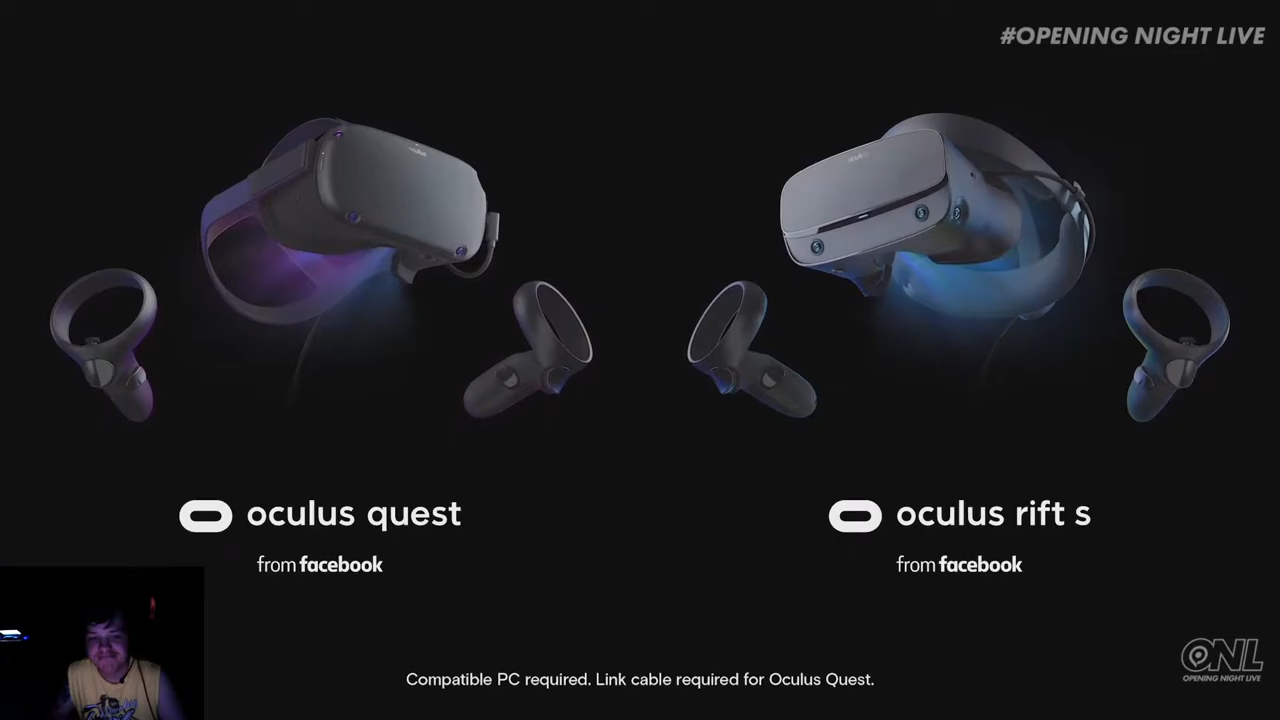 #OPENING NIGHT LIVE
oculus
oculus quest
oculus rift s
from facebook
from facebook
Compatible PC required. Link cable required for Oculus Quest.
ONL
OPENING NIGHT LIVE